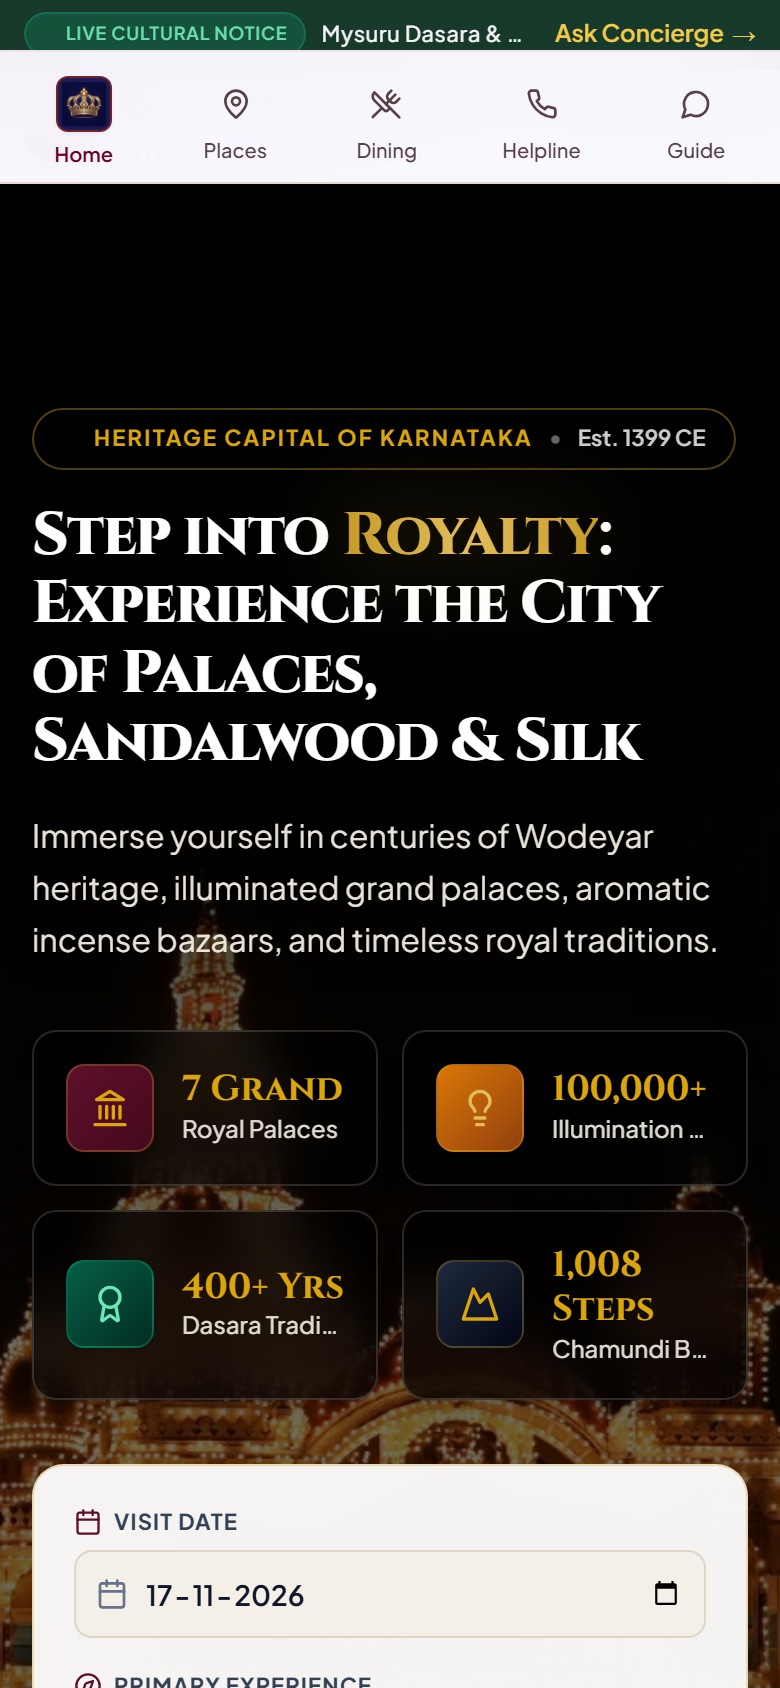 LIVE CULTURAL NOTICE Mysuru Dasara & ... Ask Concierge →
Home Places Dining Helpline Guide
HERITAGE CAPITAL OF KARNATAKA • Est. 1399 CE
Step into Royalty:
Experience the City
of Palaces,
Sandalwood & Silk
Immerse yourself in centuries of Wodeyar
heritage, illuminated grand palaces, aromatic
incense bazaars, and timeless royal traditions.
7 Grand
Royal Palaces
100,000+
Illumination ...
400+ Yrs
Dasara Tradi...
1,008
Steps
Chamundi B...
VISIT DATE
17-11-2026
PRIMARY EXPERIENCE